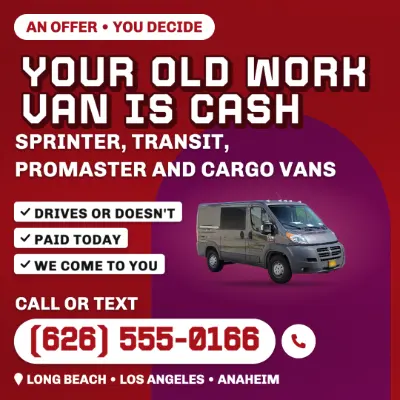 AN OFFER • YOU DECIDE
YOUR OLD WORK
VAN IS CASH
SPRINTER, TRANSIT,
PROMASTER AND CARGO VANS
DRIVES OR DOESN'T
PAID TODAY
WE COME TO YOU
CALL OR TEXT
(626) 555-0166
LONG BEACH • LOS ANGELES • ANAHEIM